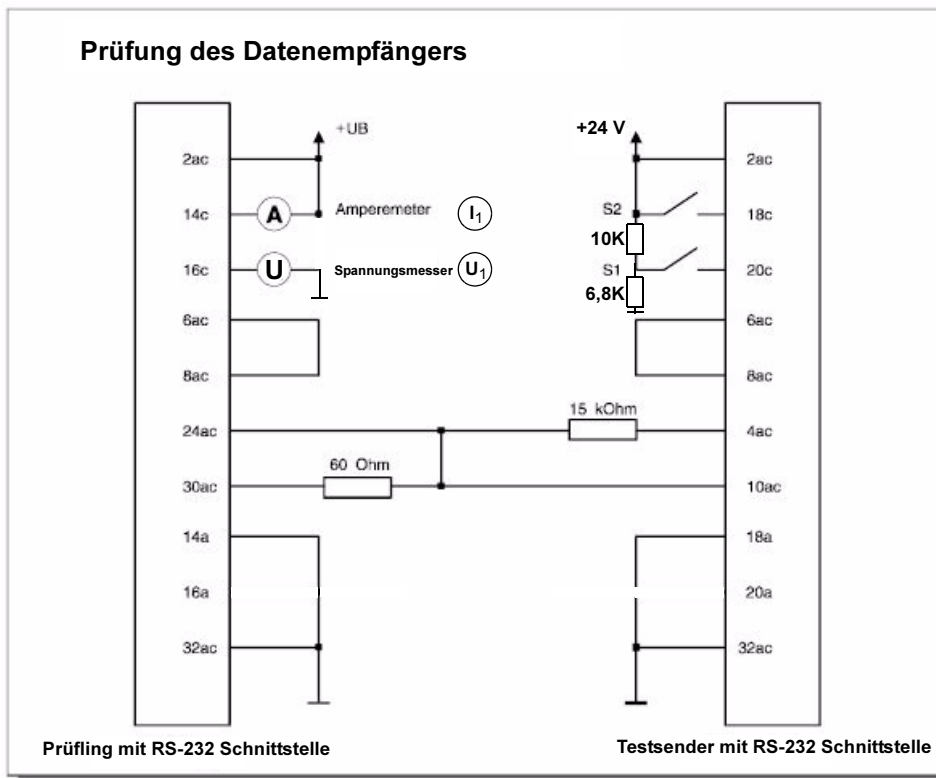 Prüfung des Datenempfängers
+UB
+24 V
2ac
2ac
14c
A
Amperemeter
I1
S2
18c
10K
16c
U
Spannungsmesser
U1
S1
20c
6,8K
6ac
6ac
8ac
8ac
15 kOhm
24ac
4ac
60 Ohm
30ac
10ac
14a
18a
16a
20a
32ac
32ac
Prüfling mit RS-232 Schnittstelle
Testsender mit RS-232 Schnittstelle